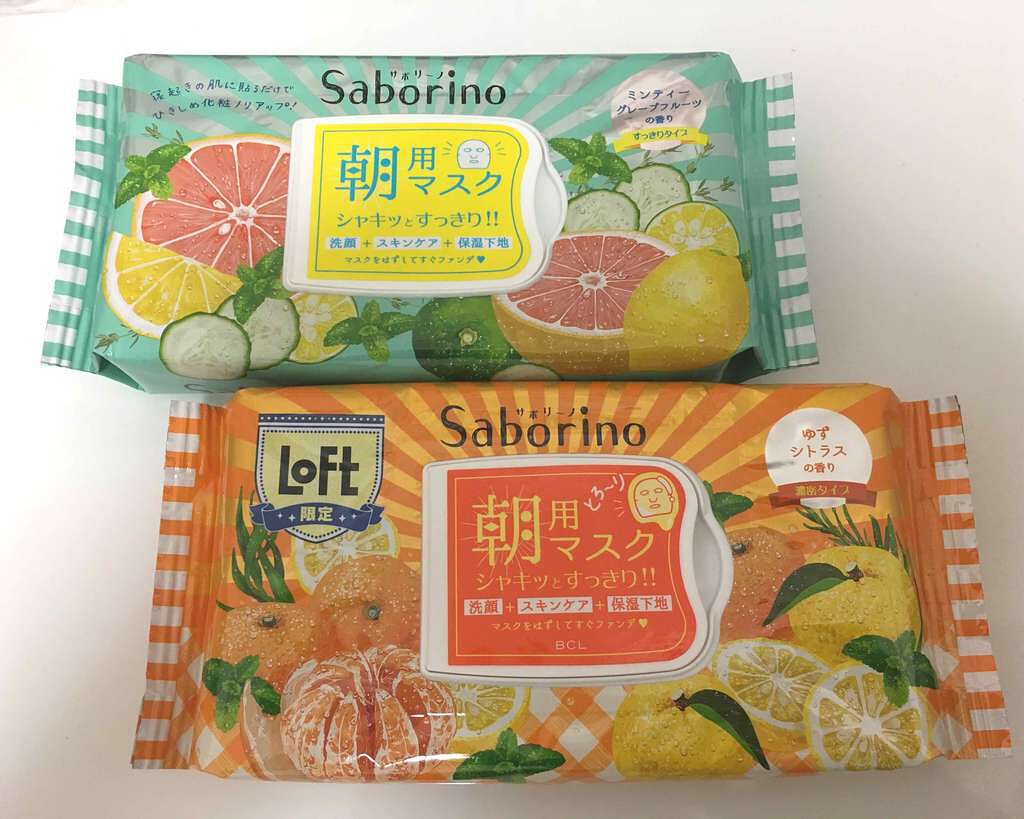 寝起きの肌に貼るだけで
ひきしめ化粧ノリアップ!
サボリーノ
Saborino
ミンティー
グレープフルーツ
の香り
すっきりタイプ
朝用マスク
シャキッとすっきり!!
洗顔+スキンケア+保湿下地
マスクをはずしてすぐファンデ♥
サボリーノ
Saborino
LOFT
限定
ゆず
シトラス
の香り
濃密タイプ
とろ〜り
朝用マスク
シャキッとすっきり!!
洗顔+スキンケア+保湿下地
マスクをはずしてすぐファンデ♥
BCL